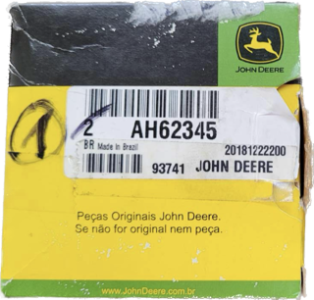 JOHN DEERE
1
2 AH62345
BR Made in Brazil 20181222200
93741 JOHN DEERE
Peças Originais John Deere.
Se não for original nem peça.
www.JohnDeere.com.br